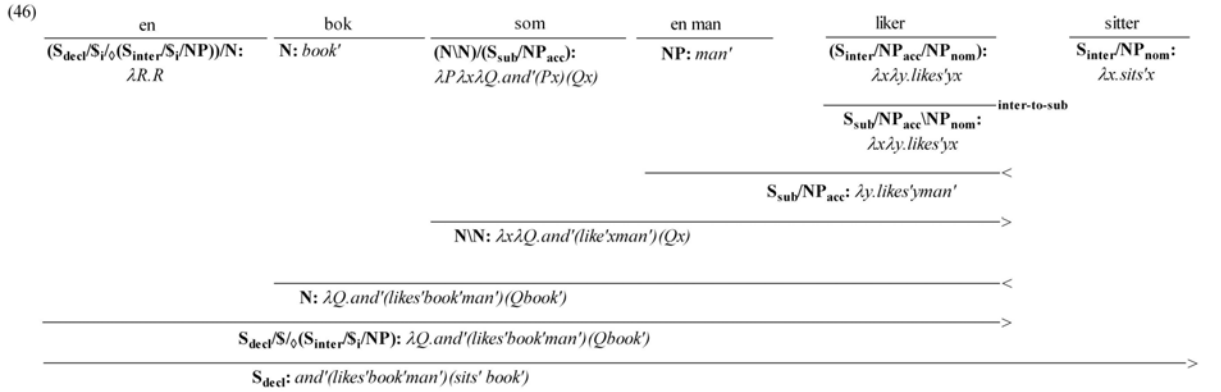 (46)
en bok som en man liker sitter
(S_decl/$_i/_◊(S_inter/$_i/NP))/N: N: book' (N\N)/(S_sub/NP_acc): NP: man' (S_inter/NP_acc/NP_nom): S_inter/NP_nom:
λR.R λPλxλQ.and'(Px)(Qx) λxλy.likes'yx λx.sits'x
inter-to-sub
S_sub/NP_acc\NP_nom:
λxλy.likes'yx
<
S_sub/NP_acc: λy.likes'yman'
>
N\N: λxλQ.and'(like'xman')(Qx)
<
N: λQ.and'(likes'book'man')(Qbook')
>
S_decl/$/_◊(S_inter/$_i/NP): λQ.and'(likes'book'man')(Qbook')
>
S_decl: and'(likes'book'man')(sits' book')